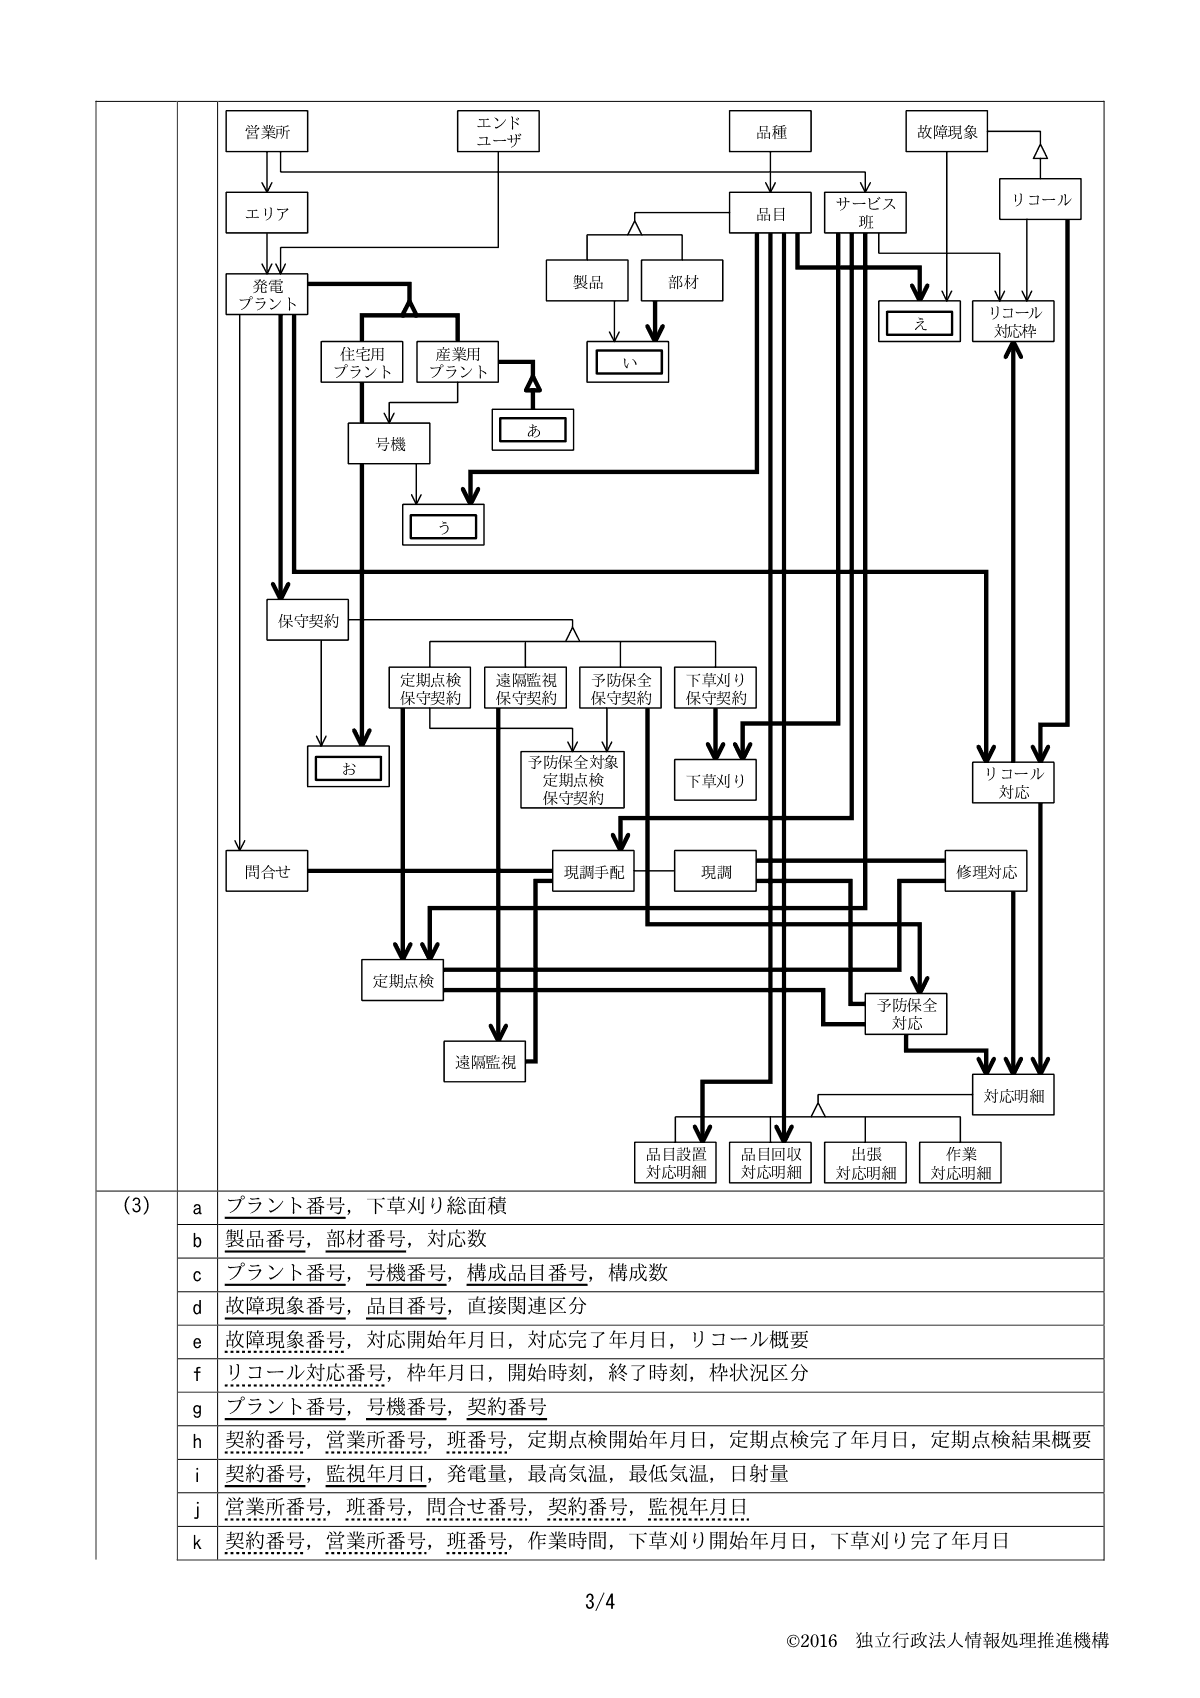 営業所
エンド
ユーザ
品種
故障現象
エリア
品目
サービス
班
リコール
発電
プラント
製品
部材
え
リコール
対応枠
住宅用
プラント
産業用
プラント
い
あ
号機
う
保守契約
定期点検
保守契約
遠隔監視
保守契約
予防保全
保守契約
下草刈り
保守契約
お
予防保全対象
定期点検
保守契約
下草刈り
リコール
対応
問合せ
現調手配
現調
修理対応
定期点検
予防保全
対応
遠隔監視
対応明細
品目設置
対応明細
品目回収
対応明細
出張
対応明細
作業
対応明細
(3) a プラント番号，下草刈り総面積
b 製品番号，部材番号，対応数
c プラント番号，号機番号，構成品目番号，構成数
d 故障現象番号，品目番号，直接関連区分
e 故障現象番号，対応開始年月日，対応完了年月日，リコール概要
f リコール対応番号，枠年月日，開始時刻，終了時刻，枠状況区分
g プラント番号，号機番号，契約番号
h 契約番号，営業所番号，班番号，定期点検開始年月日，定期点検完了年月日，定期点検結果概要
i 契約番号，監視年月日，発電量，最高気温，最低気温，日射量
j 営業所番号，班番号，問合せ番号，契約番号，監視年月日
k 契約番号，営業所番号，班番号，作業時間，下草刈り開始年月日，下草刈り完了年月日
3/4
©2016　独立行政法人情報処理推進機構